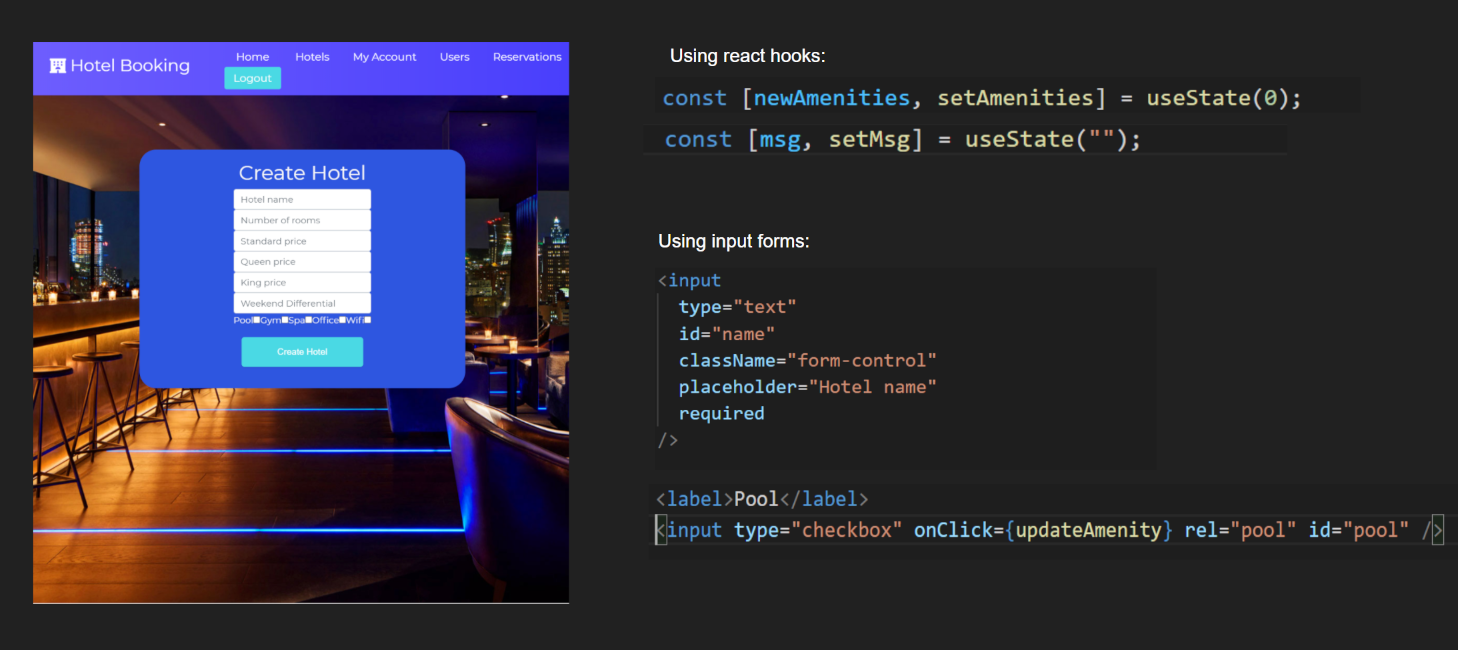 Hotel Booking
Home Hotels My Account Users Reservations
Logout
Create Hotel
Hotel name
Number of rooms
Standard price
Queen price
King price
Weekend Differential
Pool Gym Spa Office Wifi
Create Hotel
Using react hooks:
const [newAmenities, setAmenities] = useState(0);
const [msg, setMsg] = useState("");
Using input forms:
<input
type="text"
id="name"
className="form-control"
placeholder="Hotel name"
required
/>
<label>Pool</label>
<input type="checkbox" onClick={updateAmenity} rel="pool" id="pool" />